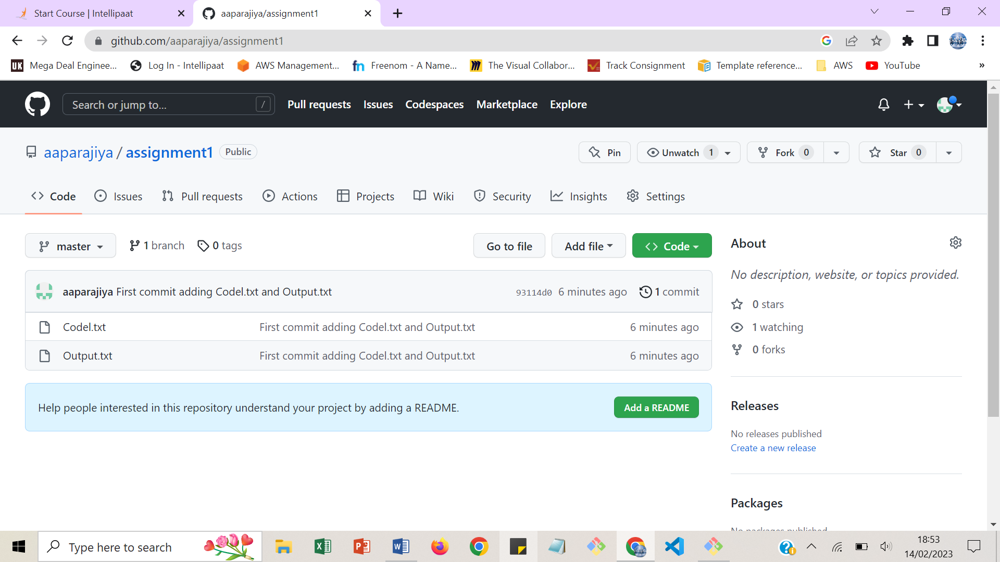 Start Course | Intellipaat
aaparajiya/assignment1
github.com/aaparajiya/assignment1
UK Mega Deal Enginee... Log In - Intellipaat AWS Management... fn Freenom - A Name... The Visual Collabor... Track Consignment Template reference... AWS YouTube »
Search or jump to... / Pull requests Issues Codespaces Marketplace Explore
aaparajiya / assignment1 Public Pin Unwatch 1 Fork 0 Star 0
Code Issues Pull requests Actions Projects Wiki Security Insights Settings
master 1 branch 0 tags Go to file Add file Code
aaparajiya First commit adding Codel.txt and Output.txt 93114d0 6 minutes ago 1 commit
Codel.txt First commit adding Codel.txt and Output.txt 6 minutes ago
Output.txt First commit adding Codel.txt and Output.txt 6 minutes ago
Help people interested in this repository understand your project by adding a README. Add a README
About
No description, website, or topics provided.
0 stars
1 watching
0 forks
Releases
No releases published
Create a new release
Packages
No packages published
Type here to search
18:53
14/02/2023